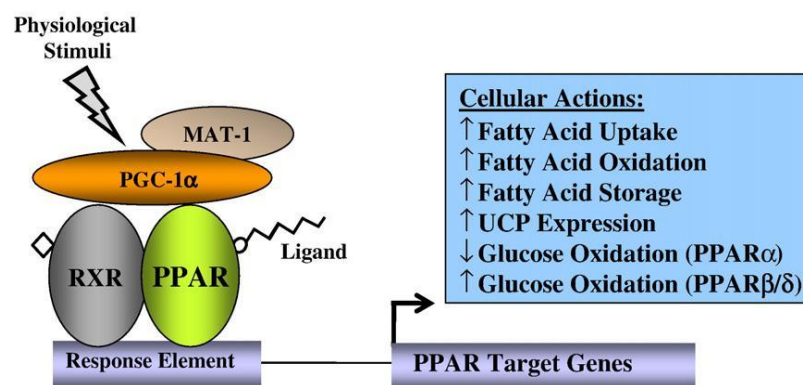 Physiological
Stimuli
MAT-1
PGC-1α
RXR
PPAR
Ligand
Response Element
PPAR Target Genes
Cellular Actions:
↑Fatty Acid Uptake
↑Fatty Acid Oxidation
↑Fatty Acid Storage
↑UCP Expression
↓Glucose Oxidation (PPARα)
↑Glucose Oxidation (PPARβ/δ)